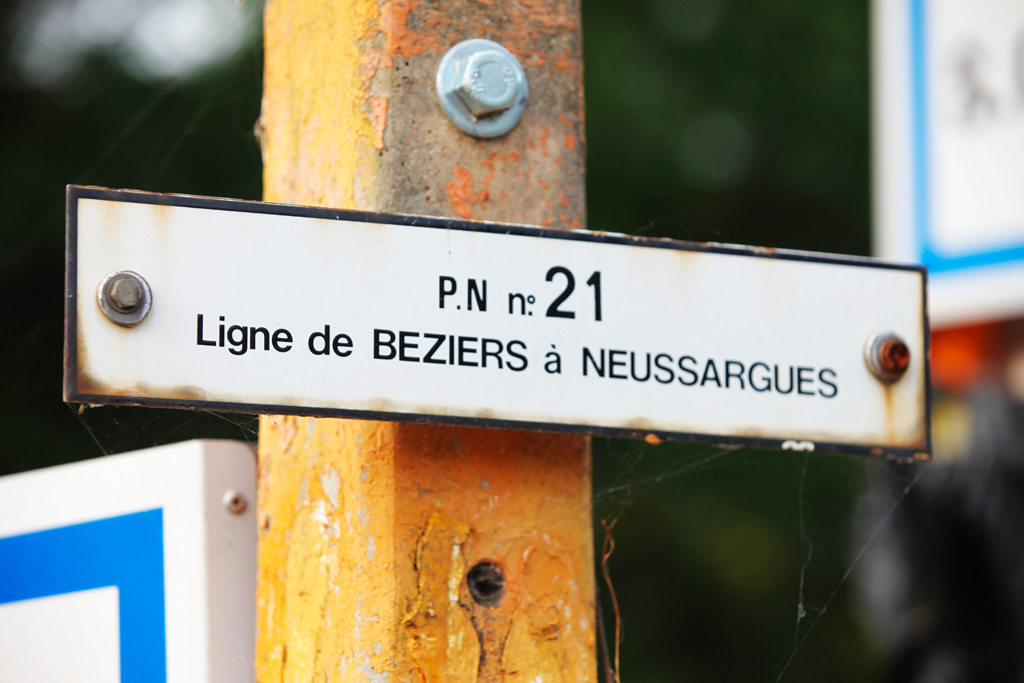 P.N n°: 21
Ligne de BEZIERS à NEUSSARGUES